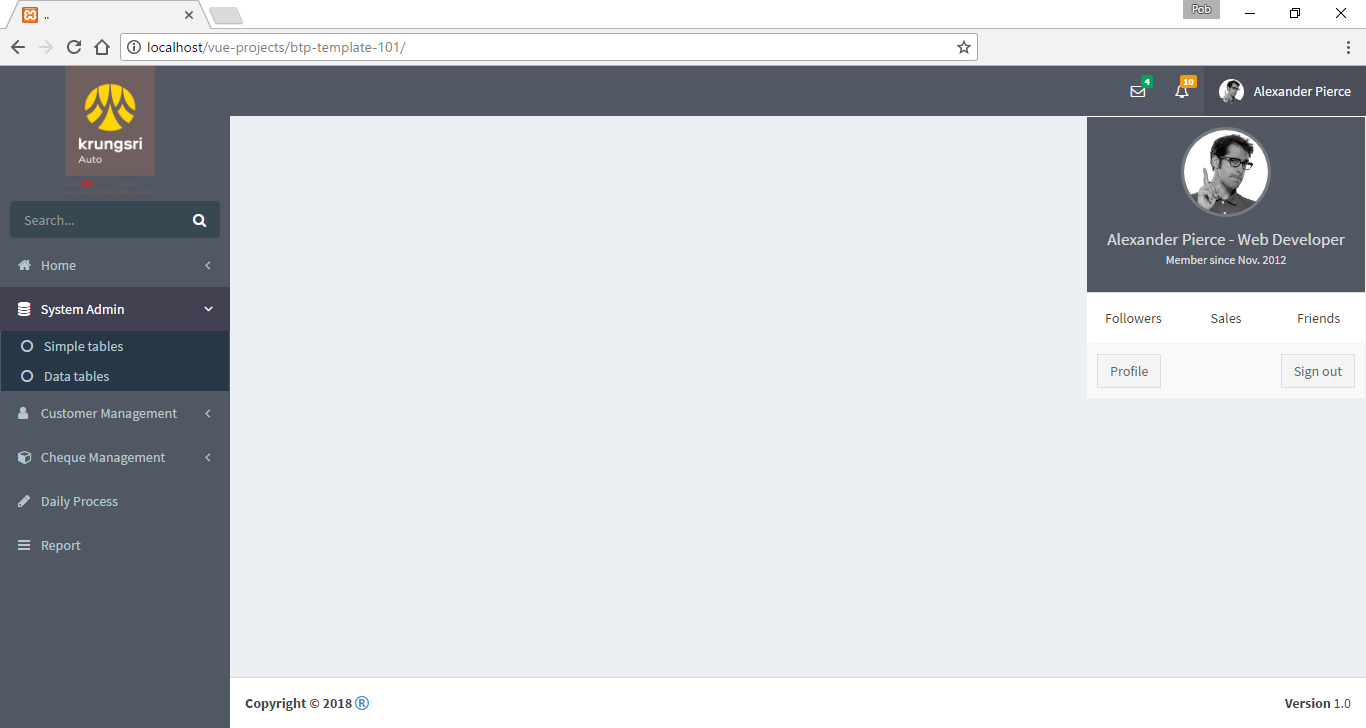 ..
Pob
localhost/vue-projects/btp-template-101/
4
10
Alexander Pierce
krungsri
Auto
Search...
Home
System Admin
Simple tables
Data tables
Customer Management
Cheque Management
Daily Process
Report
Alexander Pierce - Web Developer
Member since Nov. 2012
Followers Sales Friends
Profile Sign out
Copyright © 2018 ®
Version 1.0